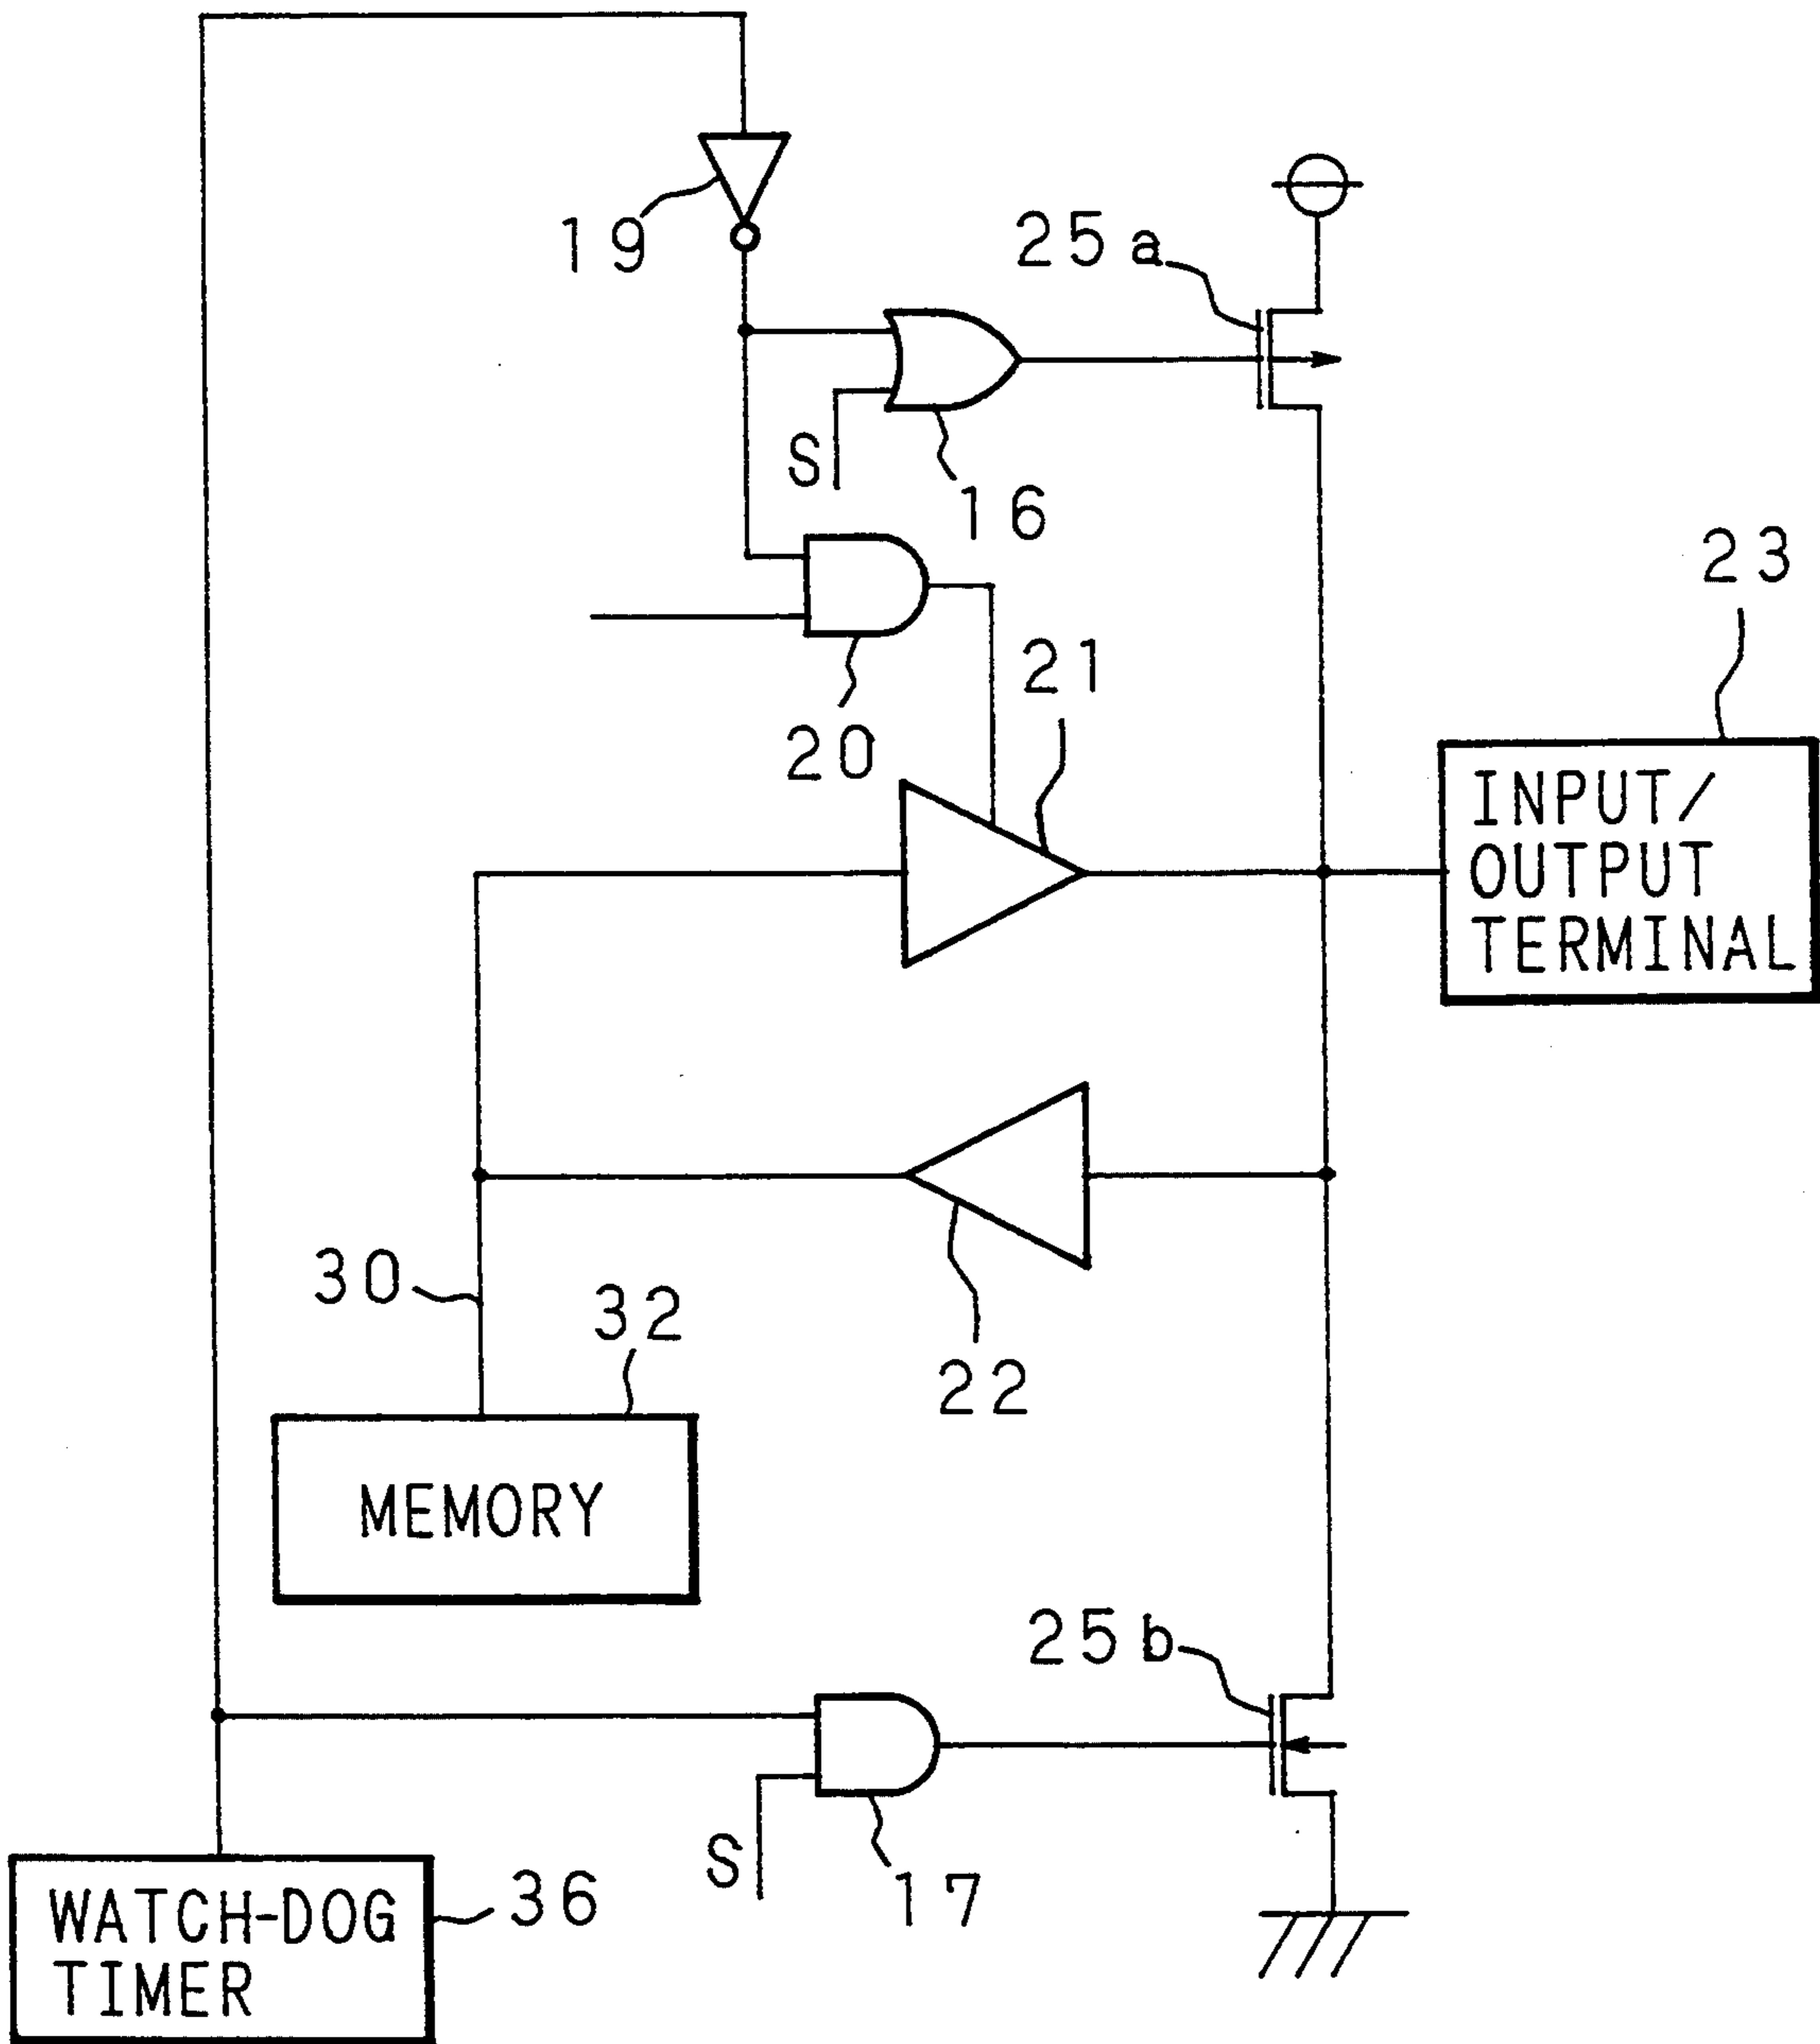 19
25a
S
16
23
20
21
INPUT/
OUTPUT
TERMINAL
30
32
22
MEMORY
25b
S
17
WATCH-DOG
TIMER
36